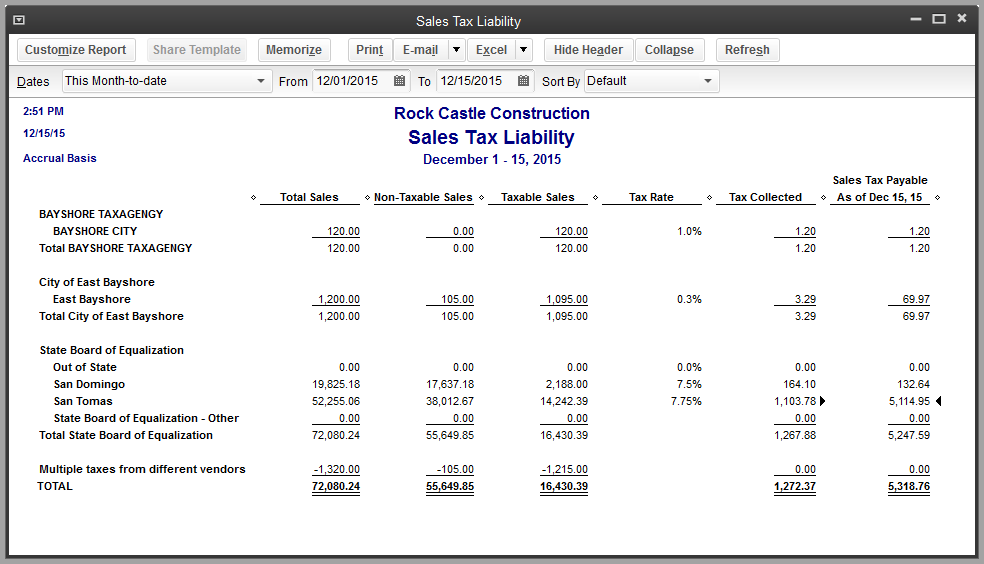 Sales Tax Liability
Customize Report Share Template Memorize Print E-mail Excel Hide Header Collapse Refresh
Dates This Month-to-date From 12/01/2015 To 12/15/2015 Sort By Default
2:51 PM
12/15/15
Accrual Basis
Rock Castle Construction
Sales Tax Liability
December 1 - 15, 2015
Sales Tax Payable
Total Sales Non-Taxable Sales Taxable Sales Tax Rate Tax Collected As of Dec 15, 15
BAYSHORE TAXAGENGY
BAYSHORE CITY 120.00 0.00 120.00 1.0% 1.20 1.20
Total BAYSHORE TAXAGENGY 120.00 0.00 120.00 1.20 1.20
City of East Bayshore
East Bayshore 1,200.00 105.00 1,095.00 0.3% 3.29 69.97
Total City of East Bayshore 1,200.00 105.00 1,095.00 3.29 69.97
State Board of Equalization
Out of State 0.00 0.00 0.00 0.0% 0.00 0.00
San Domingo 19,825.18 17,637.18 2,188.00 7.5% 164.10 132.64
San Tomas 52,255.06 38,012.67 14,242.39 7.75% 1,103.78 5,114.95
State Board of Equalization - Other 0.00 0.00 0.00 0.00 0.00
Total State Board of Equalization 72,080.24 55,649.85 16,430.39 1,267.88 5,247.59
Multiple taxes from different vendors -1,320.00 -105.00 -1,215.00 0.00 0.00
TOTAL 72,080.24 55,649.85 16,430.39 1,272.37 5,318.76